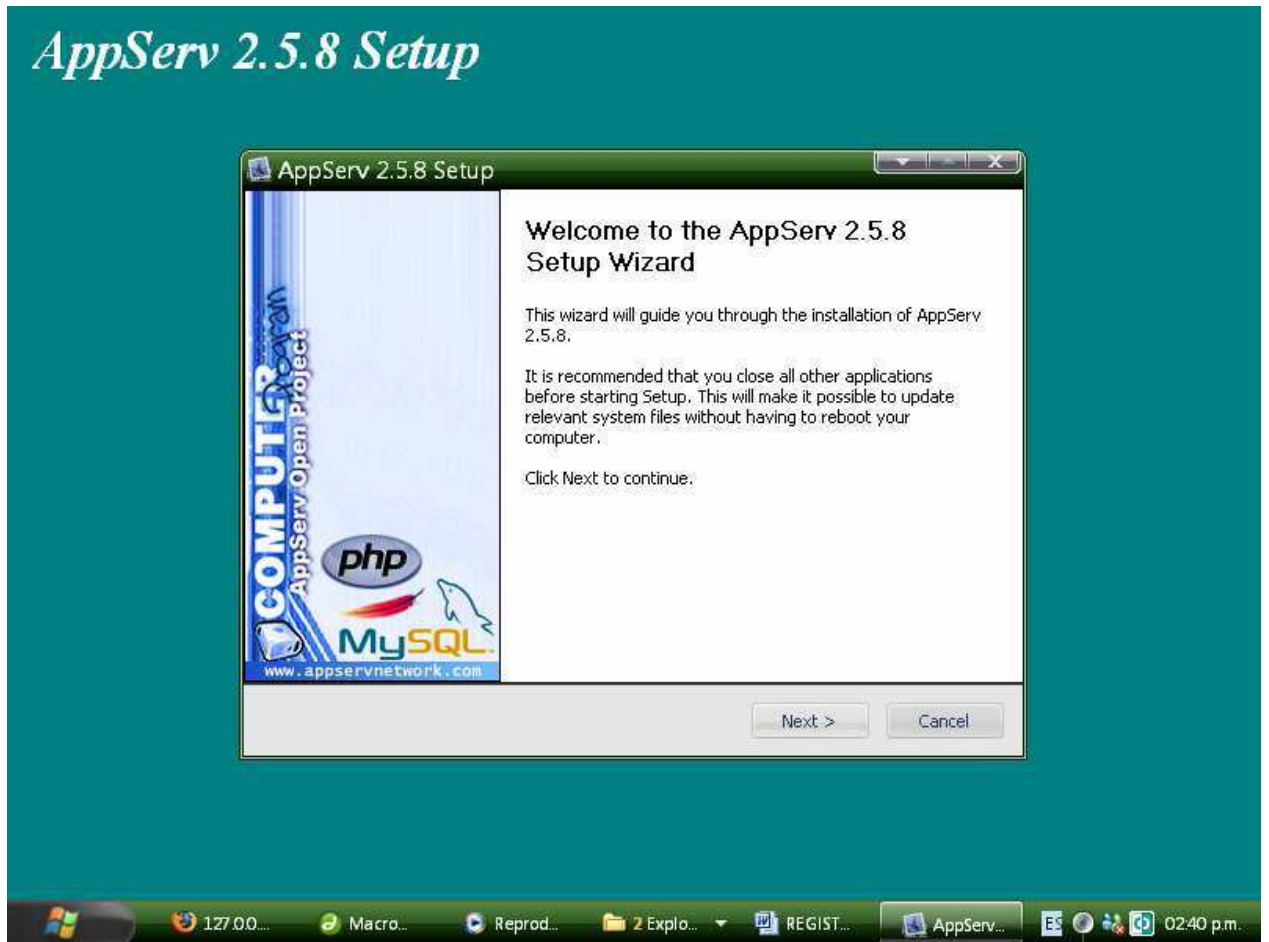 AppServ 2.5.8 Setup
AppServ 2.5.8 Setup
X
Welcome to the AppServ 2.5.8
Setup Wizard
This wizard will guide you through the installation of AppServ
2.5.8.
It is recommended that you close all other applications
before starting Setup. This will make it possible to update
relevant system files without having to reboot your
computer.
Click Next to continue.
COMPUTER
Program
AppServ Open Project
php
MySQL
www.appservnetwork.com
Next >
Cancel
127.0.0....
Macro...
Reprod...
2 Explo...
REGIST...
AppServ...
ES
02:40 p.m.